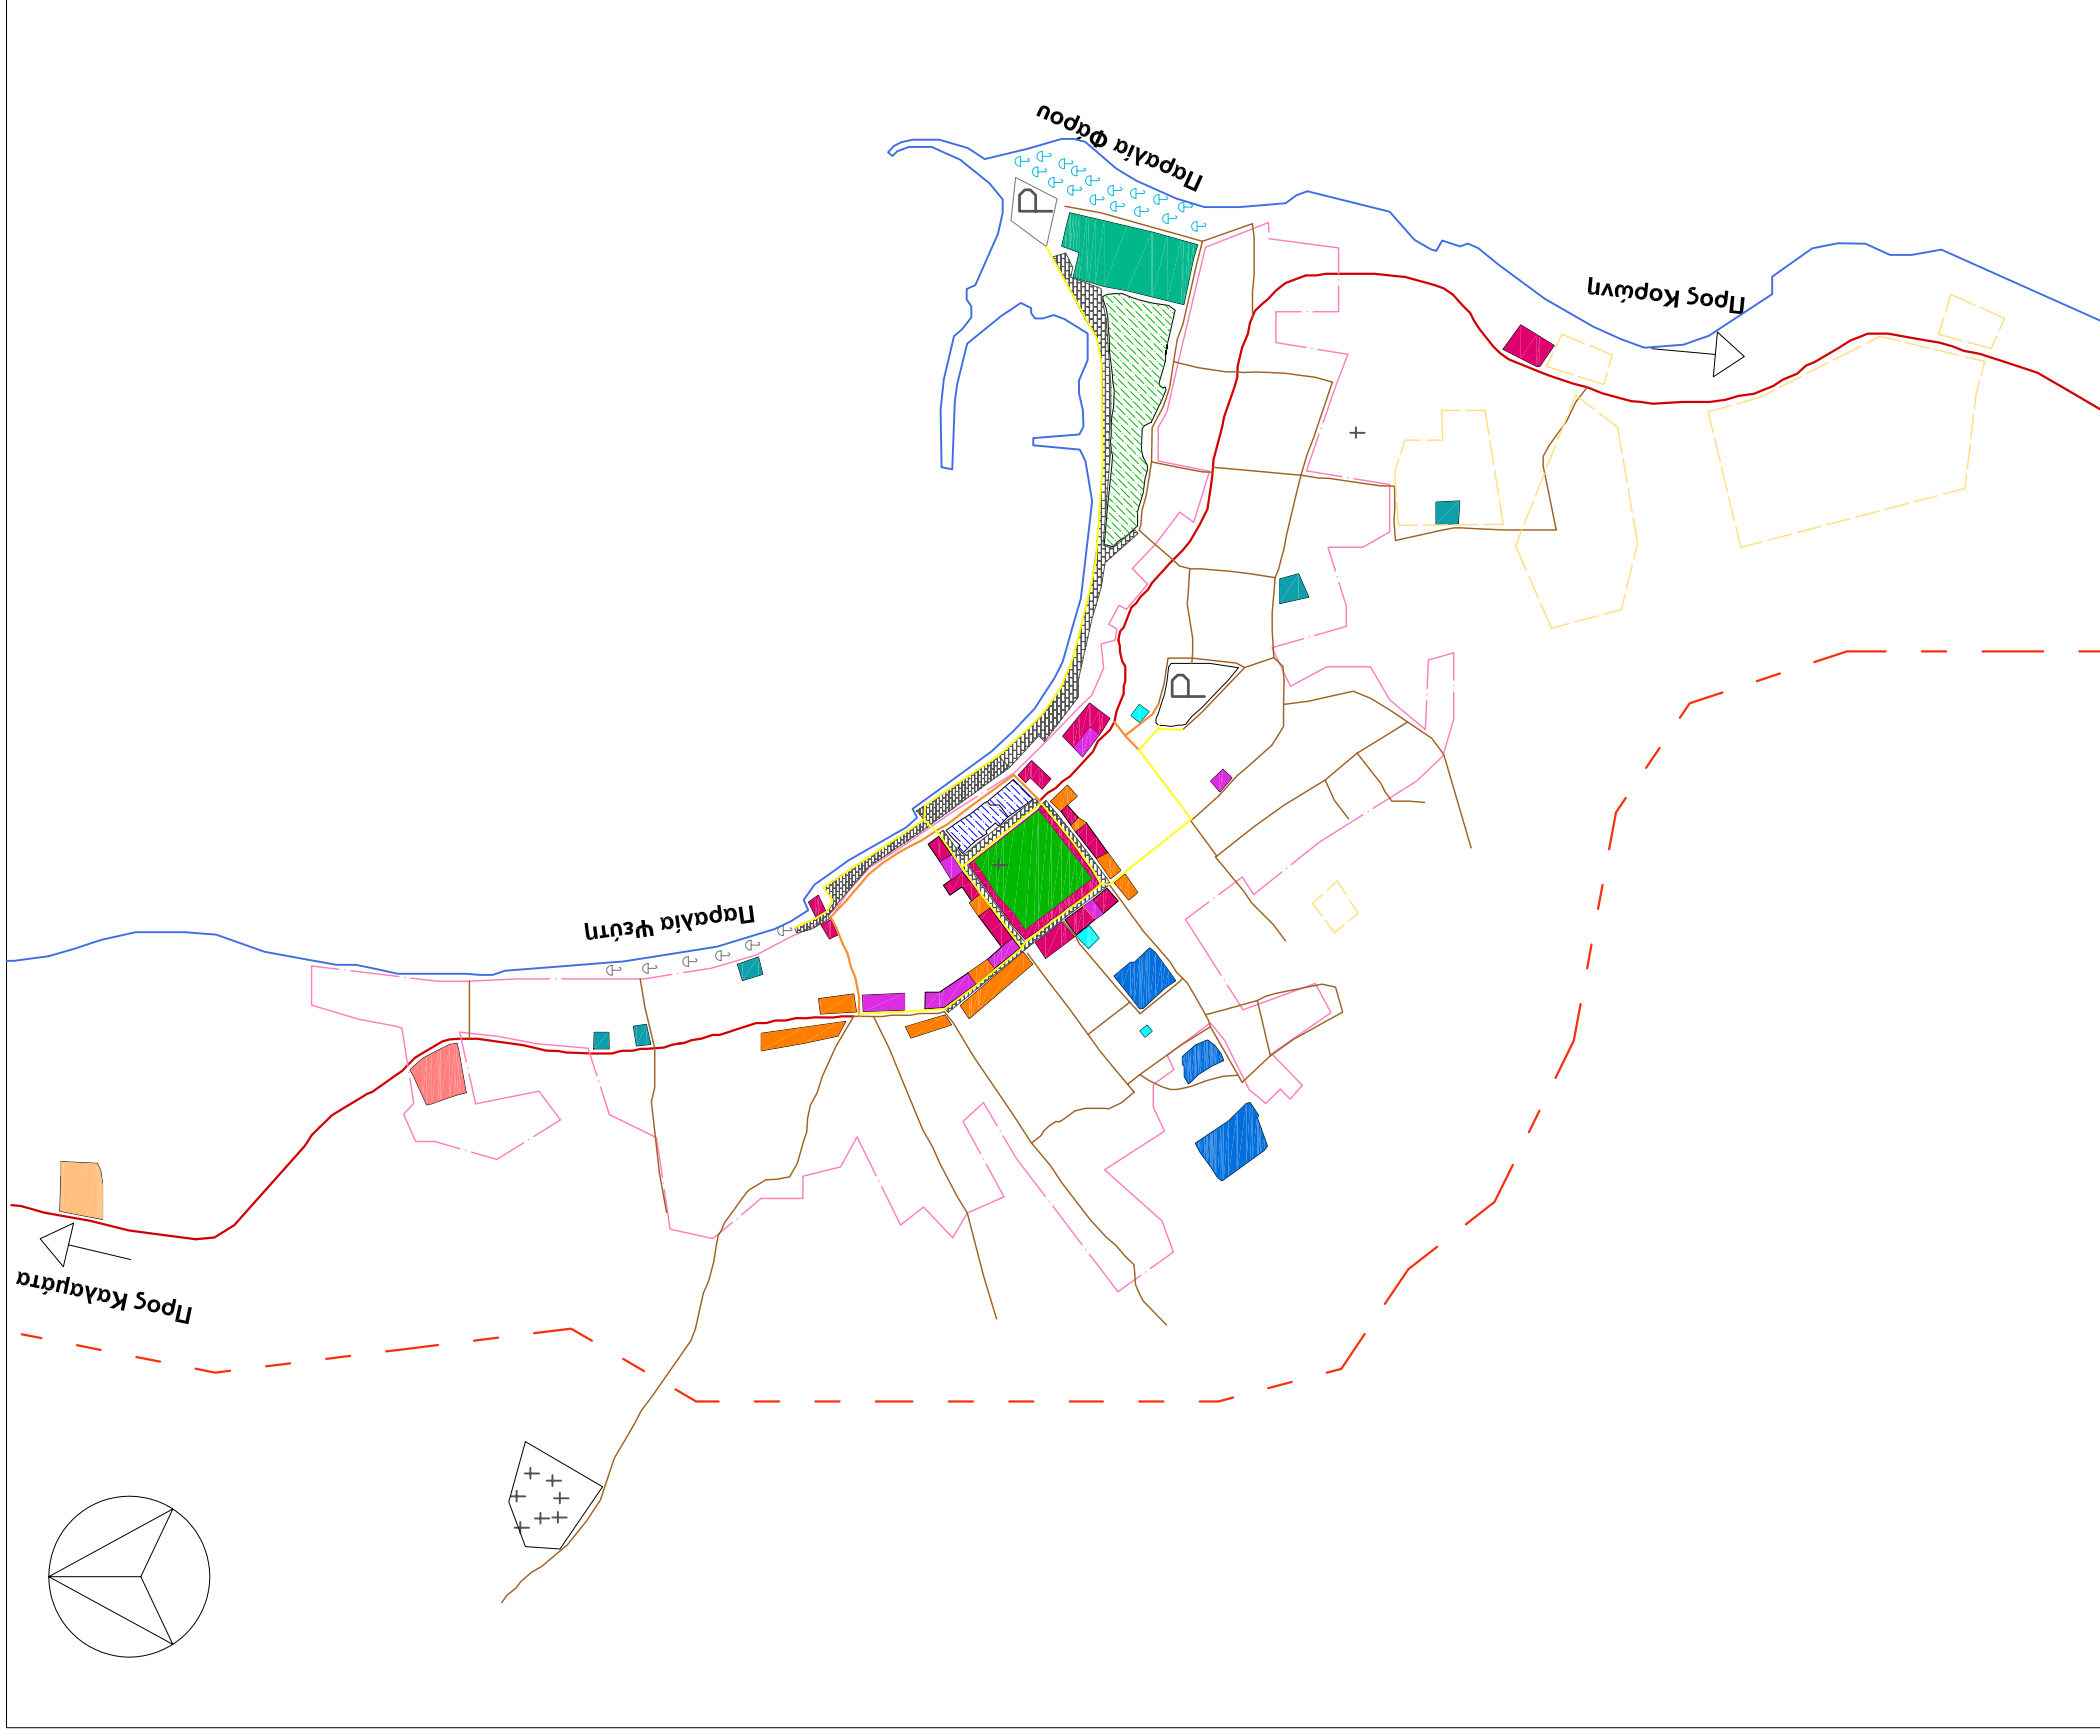 Παραλία Φάρου
P
Προς Κορώνη
P
Παραλία Ψεύτη
Προς Καλαμάτα